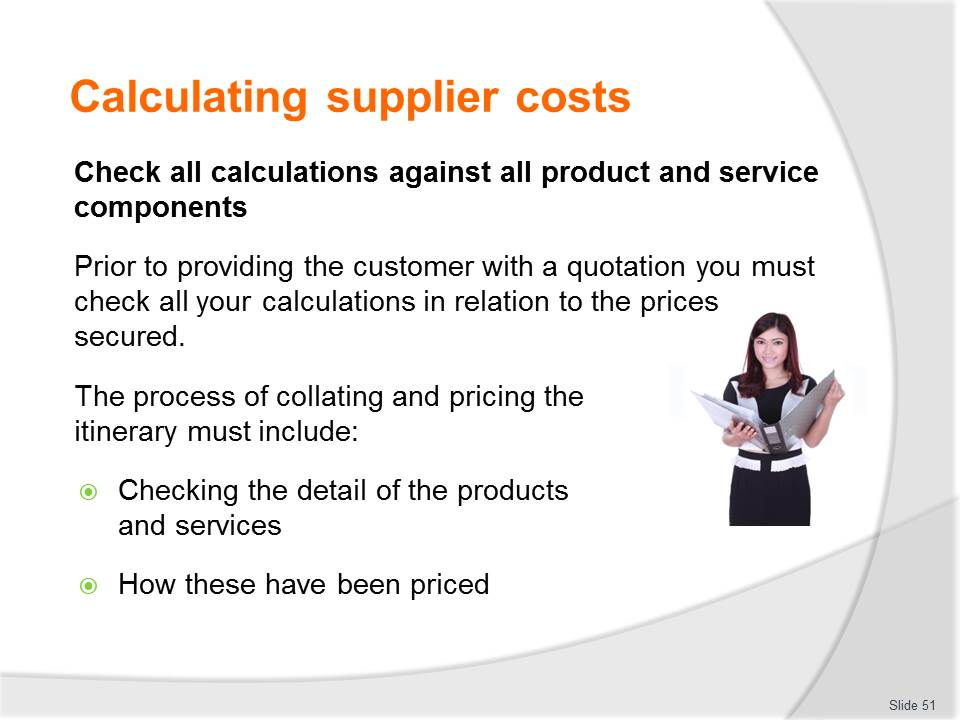 Calculating supplier costs
Check all calculations against all product and service
components
Prior to providing the customer with a quotation you must
check all your calculations in relation to the prices
secured.
The process of collating and pricing the
itinerary must include:
Checking the detail of the products
and services
How these have been priced
Slide 51